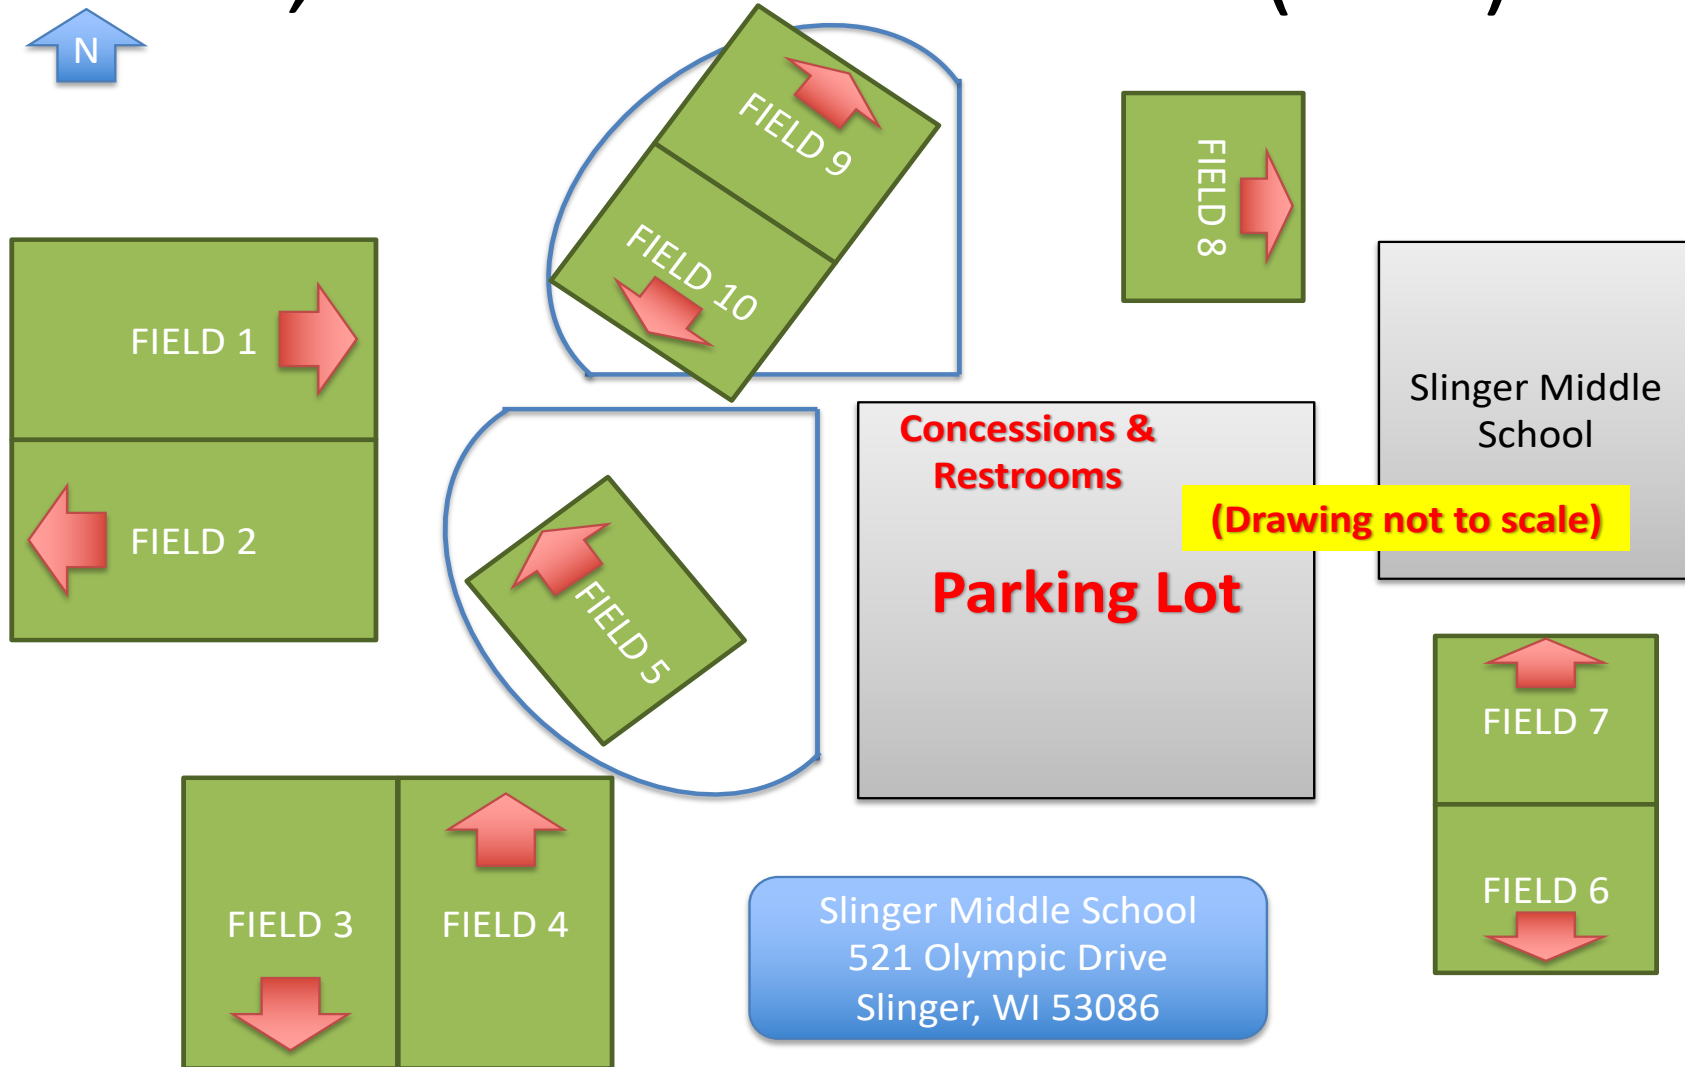 N
FIELD 9
FIELD 10
FIELD 8
FIELD 1
FIELD 2
Slinger Middle
School
Concessions &
Restrooms
(Drawing not to scale)
Parking Lot
FIELD 5
FIELD 7
FIELD 6
FIELD 3
FIELD 4
Slinger Middle School
521 Olympic Drive
Slinger, WI 53086